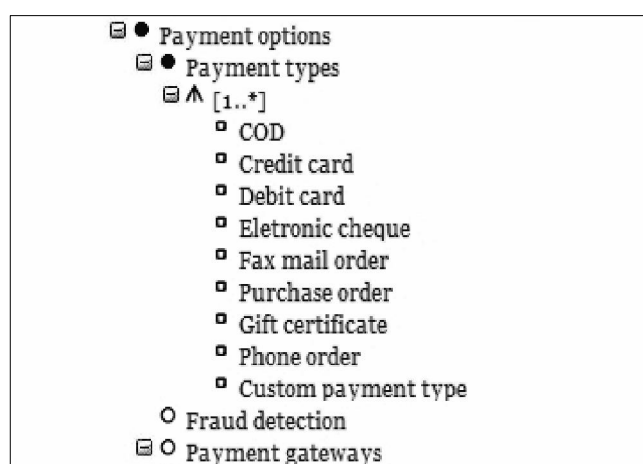 Payment options
Payment types
[1..*]
COD
Credit card
Debit card
Eletronic cheque
Fax mail order
Purchase order
Gift certificate
Phone order
Custom payment type
Fraud detection
Payment gateways